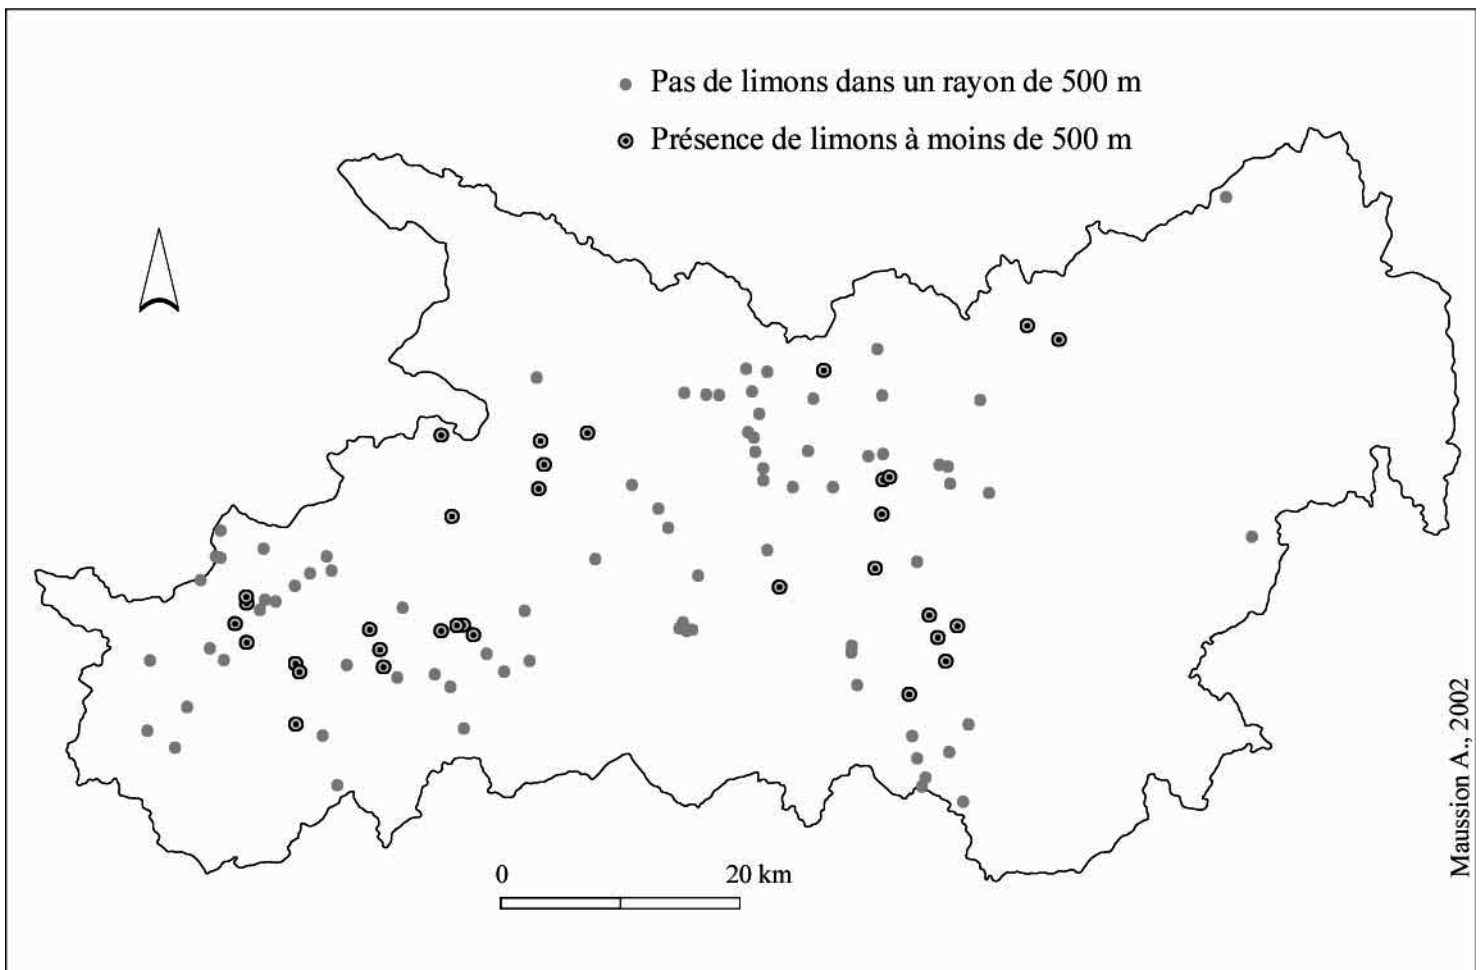 Pas de limons dans un rayon de 500 m
Présence de limons à moins de 500 m
0 20 km
Maussion A., 2002